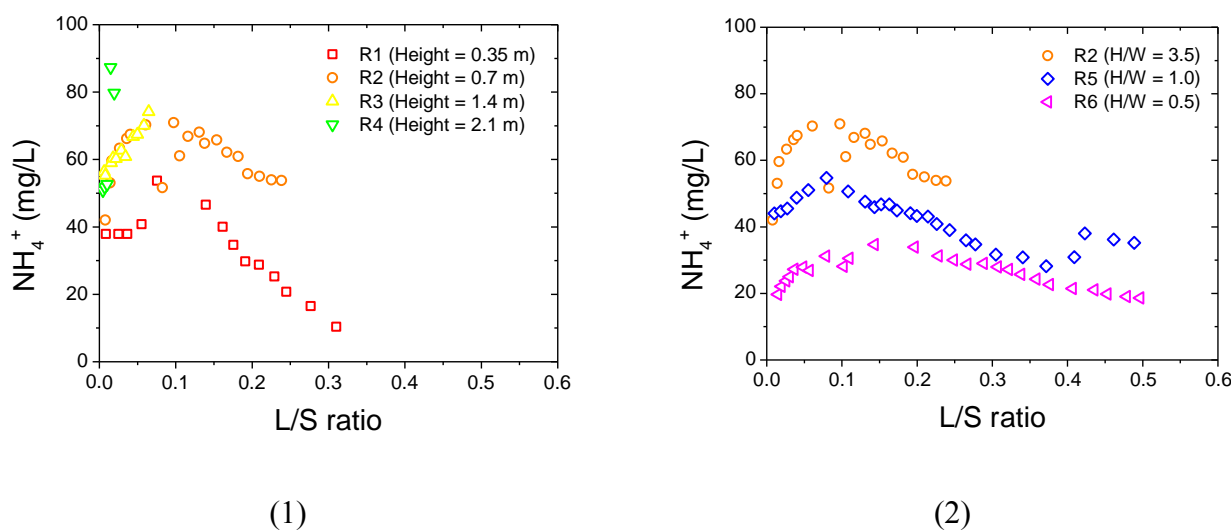 100
80
60
40
20
0
NH₄⁺ (mg/L)
R1 (Height = 0.35 m)
R2 (Height = 0.7 m)
R3 (Height = 1.4 m)
R4 (Height = 2.1 m)
0.0 0.1 0.2 0.3 0.4 0.5 0.6
L/S ratio
(1)
100
80
60
40
20
0
NH₄⁺ (mg/L)
R2 (H/W = 3.5)
R5 (H/W = 1.0)
R6 (H/W = 0.5)
0.0 0.1 0.2 0.3 0.4 0.5 0.6
L/S ratio
(2)